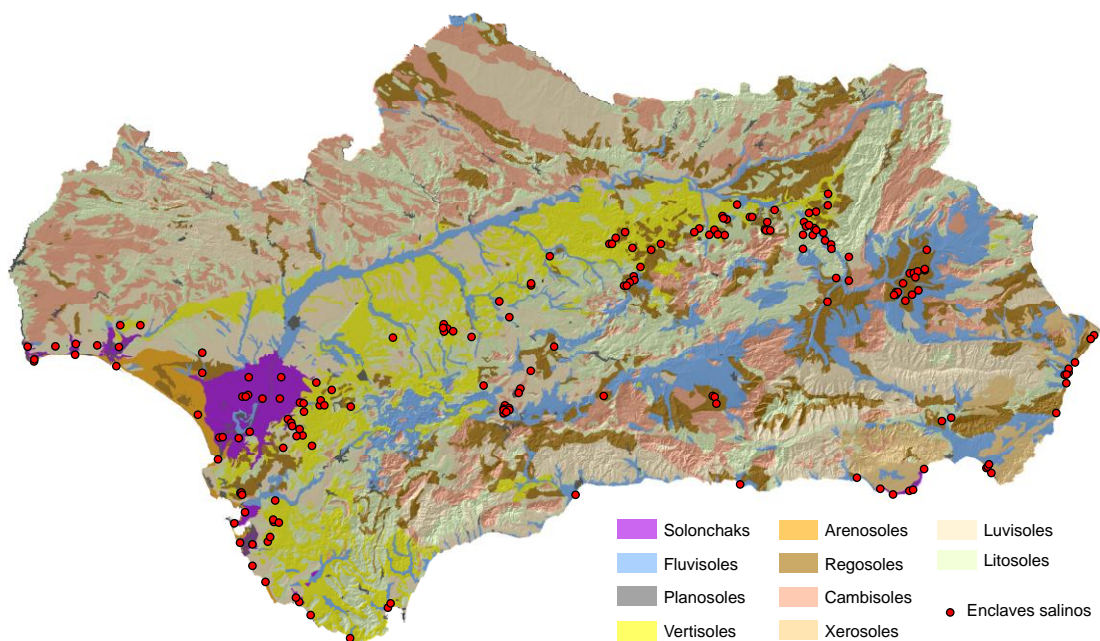 Solonchaks
Fluvisoles
Planosoles
Vertisoles
Arenosoles
Regosoles
Cambisoles
Xerosoles
Luvisoles
Litosoles
Enclaves salinos